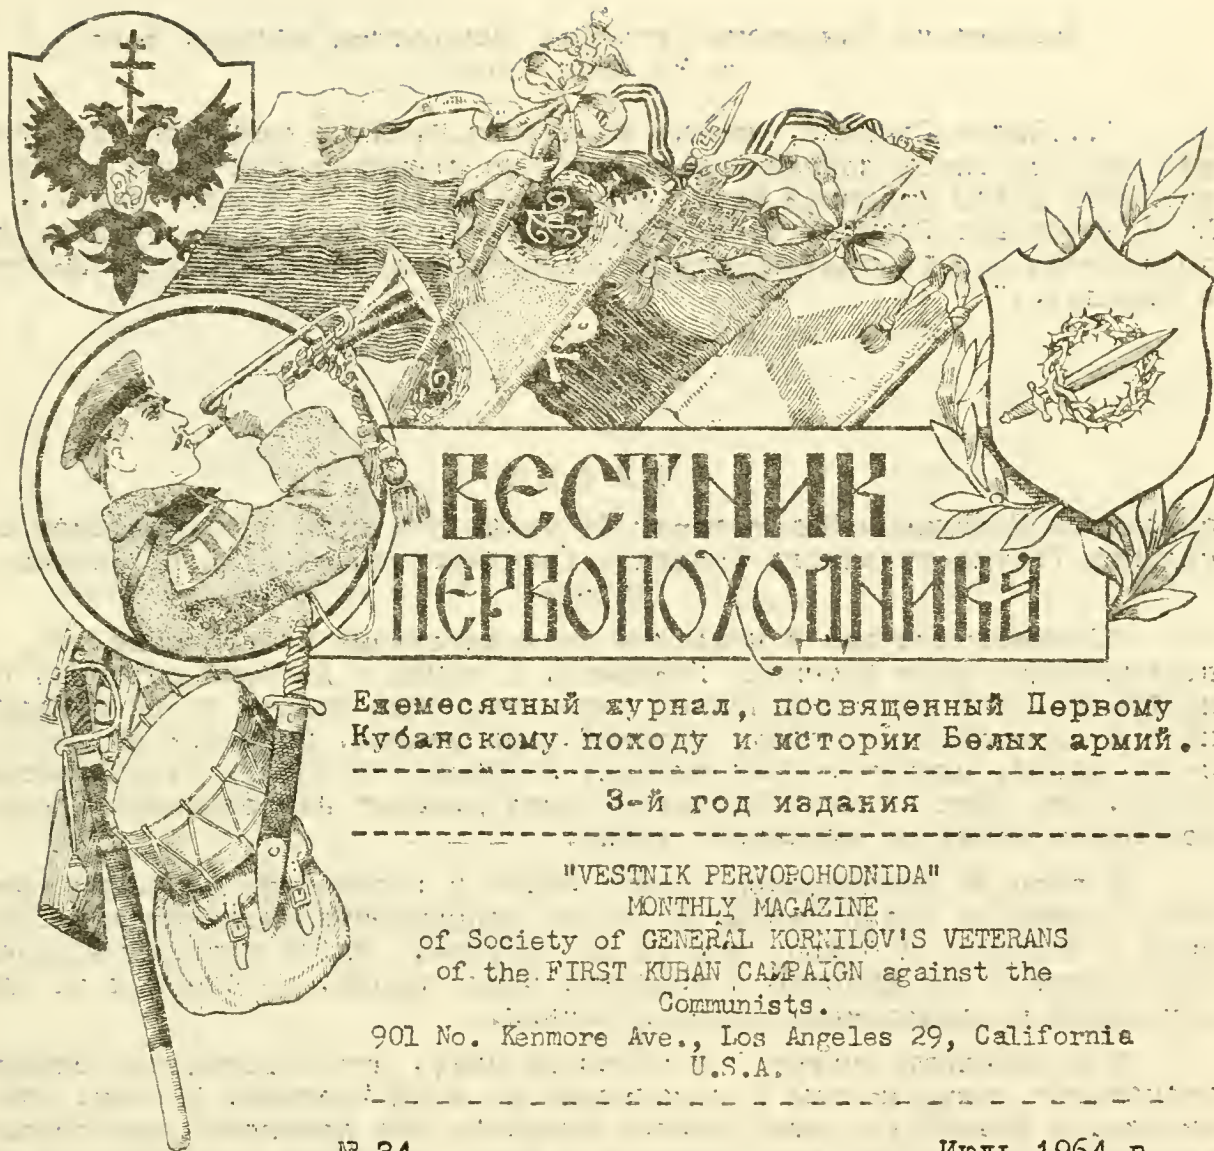 ВЕСТНИК
ПЕРВОПОХОДНИКА
Ежемесячный журнал, посвященный Первому
Кубанскому походу и истории Белых армий.
3-й год издания
"VESTNIK PERVOPOHODNIDA"
MONTHLY MAGAZINE
of Society of GENERAL KORNILOV'S VETERANS
of the FIRST KUBAN CAMPAIGN against the
Communists.
901 No. Kenmore Ave., Los Angeles 29, California
U.S.A.
№ 34 Июль 1964 г.